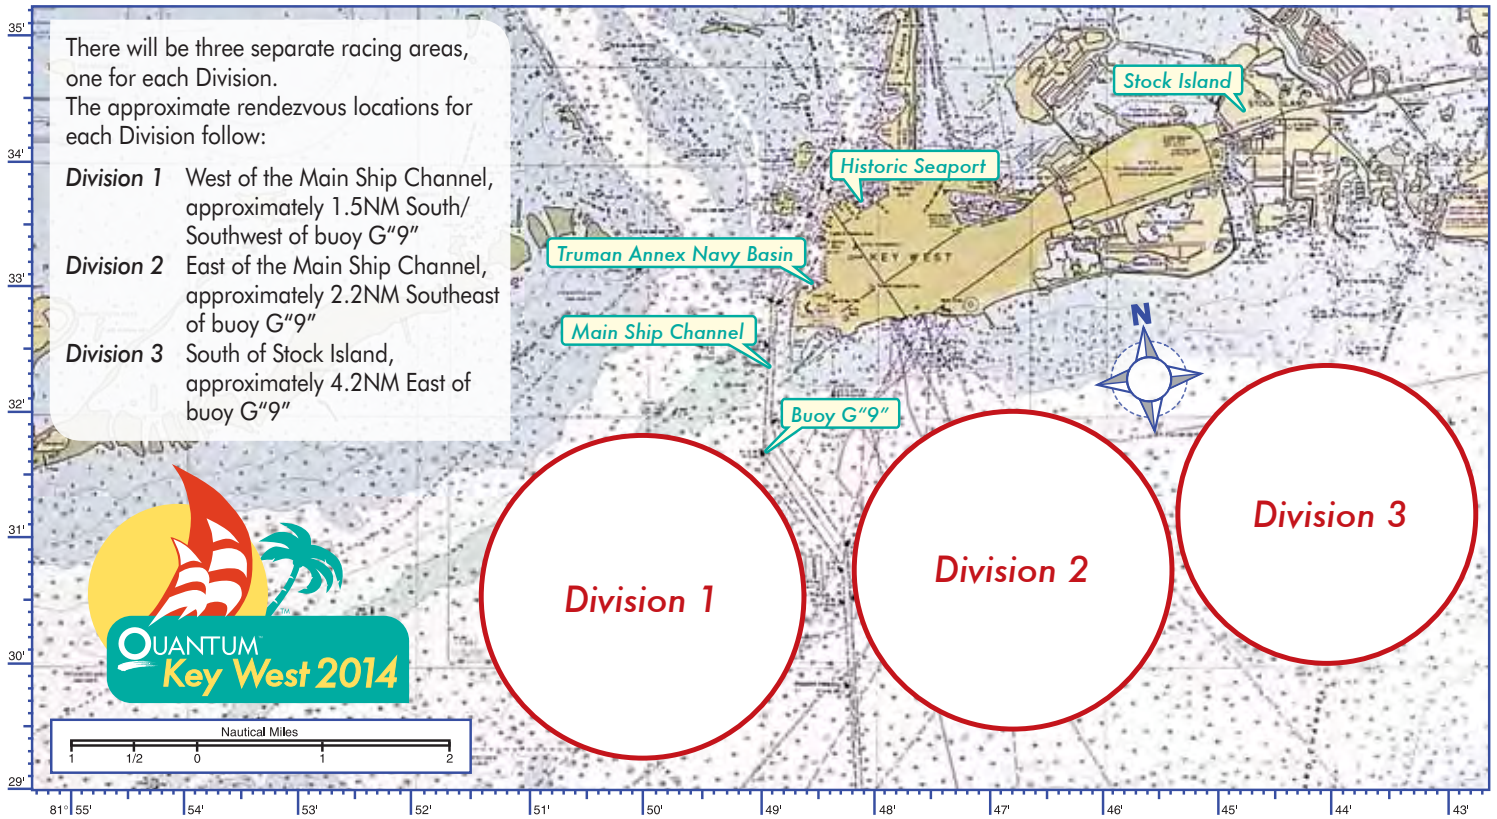 There will be three separate racing areas,
one for each Division.
The approximate rendezvous locations for
each Division follow:
Division 1 West of the Main Ship Channel,
approximately 1.5NM South/
Southwest of buoy G“9”
Division 2 East of the Main Ship Channel,
approximately 2.2NM Southeast
of buoy G“9”
Division 3 South of Stock Island,
approximately 4.2NM East of
buoy G“9”
Stock Island
STOCK ISLAND
Historic Seaport
Truman Annex Navy Basin
KEY WEST
Main Ship Channel
Buoy G“9”
N
Division 1
Division 2
Division 3
QUANTUM™
Key West 2014
TM
Nautical Miles
1 1/2 0 1 2
35'
34'
33'
32'
31'
30'
29'
81° 55' 54' 53' 52' 51' 50' 49' 48' 47' 46' 45' 44' 43'